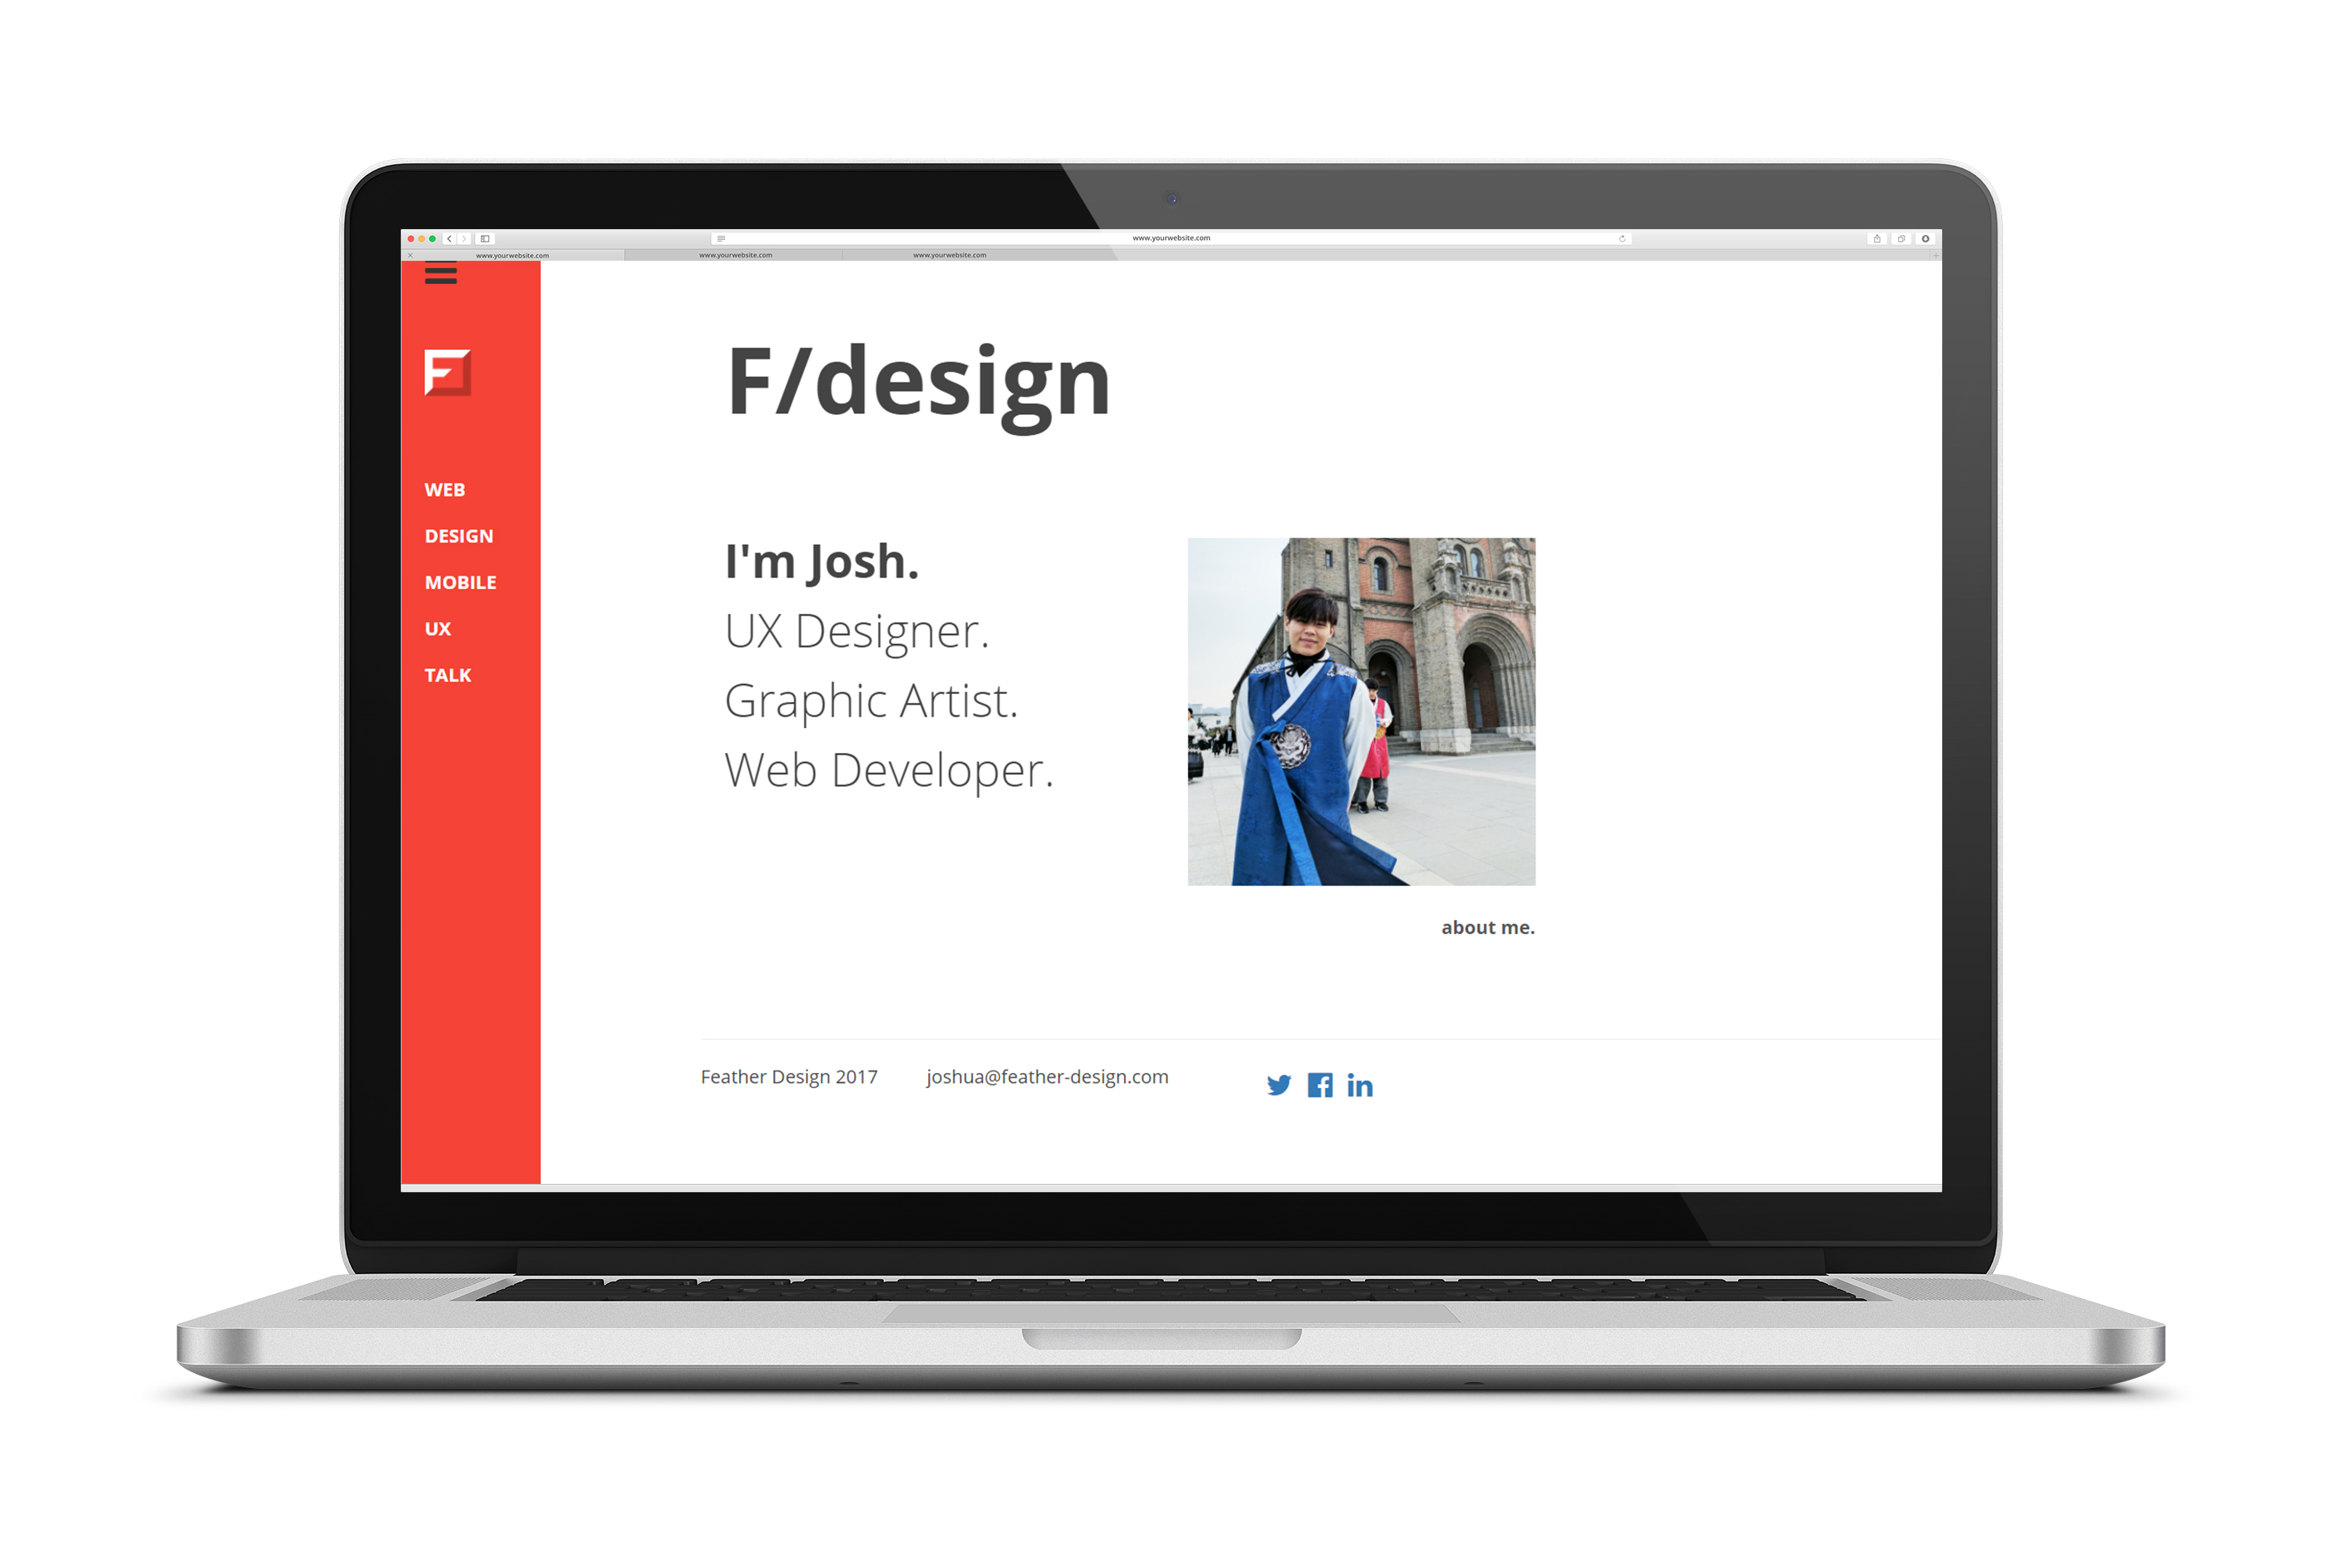 www.yourwebsite.com
www.yourwebsite.com
www.yourwebsite.com
www.yourwebsite.com
F
WEB
DESIGN
MOBILE
UX
TALK
F/design
I'm Josh.
UX Designer.
Graphic Artist.
Web Developer.
about me.
Feather Design 2017
joshua@feather-design.com
f
in